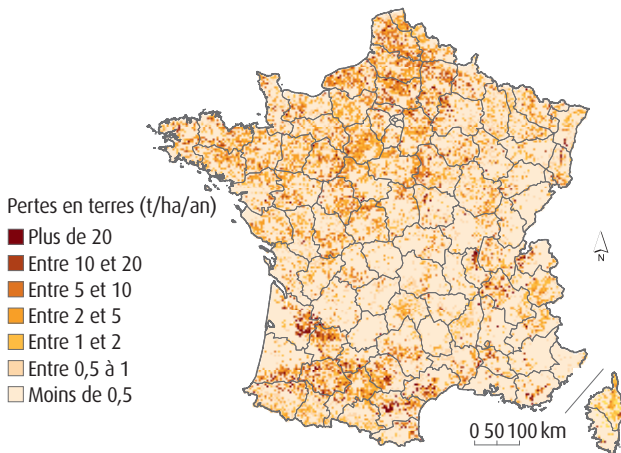 Pertes en terres (t/ha/an)
Plus de 20
Entre 10 et 20
Entre 5 et 10
Entre 2 et 5
Entre 1 et 2
Entre 0,5 à 1
Moins de 0,5
N
0 50 100 km